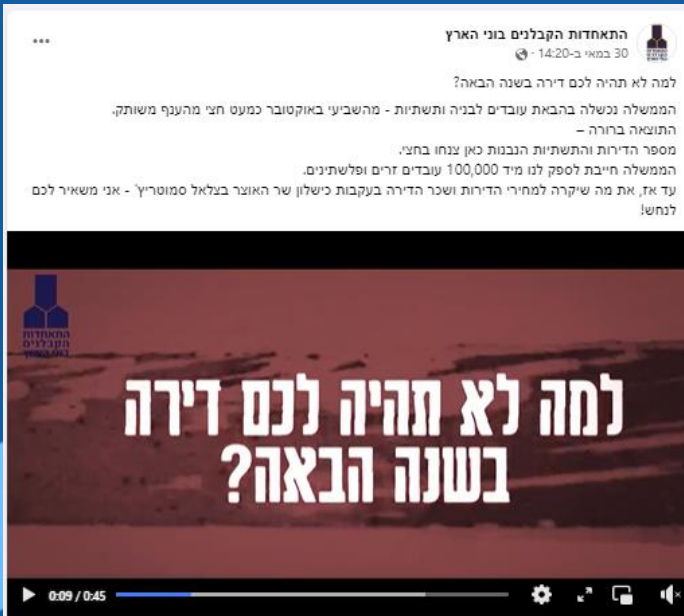 התאחדות הקבלנים בוני הארץ
30 במאי ב-14:20 ·
למה לא תהיה לכם דירה בשנה הבאה?
הממשלה נכשלה בהבאת עובדים לבניה ותשתיות - מהשביעי באוקטובר כמעט חצי מהענף משותק.
התוצאה ברורה –
מספר הדירות והתשתיות הנבנות כאן צנחו בחצי.
הממשלה חייבת לספק לנו מיד 100,000 עובדים זרים ופלשתינים.
עד אז, את מה שיקרה למחירי הדירות ושכר הדירה בעקבות כישלון שר האוצר בצלאל סמוטריץ' - אני משאיר לכם
לנחש!
התאחדות
הקבלנים
בוני הארץ
למה לא תהיה לכם דירה
בשנה הבאה?
0:09 / 0:45